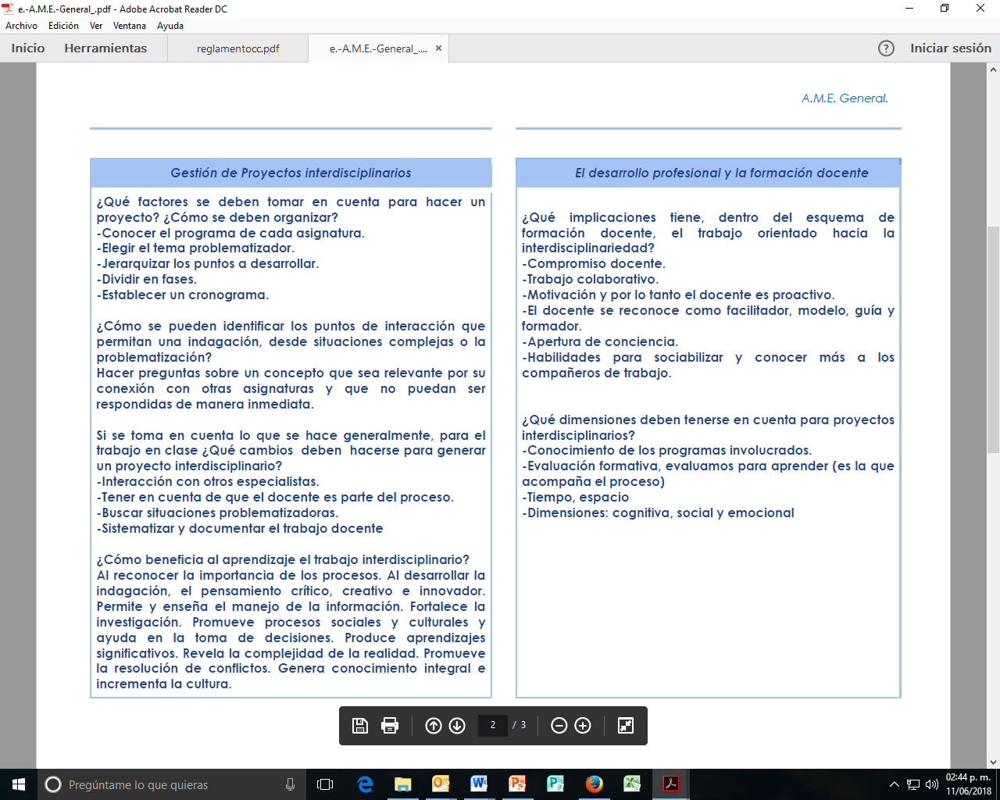 e.-A.M.E.-General_.pdf - Adobe Acrobat Reader DC
Archivo Edición Ver Ventana Ayuda
Inicio Herramientas reglamentocc.pdf e.-A.M.E.-General_.... × ? Iniciar sesión
A.M.E. General.
Gestión de Proyectos interdisciplinarios
¿Qué factores se deben tomar en cuenta para hacer un
proyecto? ¿Cómo se deben organizar?
-Conocer el programa de cada asignatura.
-Elegir el tema problematizador.
-Jerarquizar los puntos a desarrollar.
-Dividir en fases.
-Establecer un cronograma.
¿Cómo se pueden identificar los puntos de interacción que
permitan una indagación, desde situaciones complejas o la
problematización?
Hacer preguntas sobre un concepto que sea relevante por su
conexión con otras asignaturas y que no puedan ser
respondidas de manera inmediata.
Si se toma en cuenta lo que se hace generalmente, para el
trabajo en clase ¿Qué cambios deben hacerse para generar
un proyecto interdisciplinario?
-Interacción con otros especialistas.
-Tener en cuenta de que el docente es parte del proceso.
-Buscar situaciones problematizadoras.
-Sistematizar y documentar el trabajo docente
¿Cómo beneficia al aprendizaje el trabajo interdisciplinario?
Al reconocer la importancia de los procesos. Al desarrollar la
indagación, el pensamiento crítico, creativo e innovador.
Permite y enseña el manejo de la información. Fortalece la
investigación. Promueve procesos sociales y culturales y
ayuda en la toma de decisiones. Produce aprendizajes
significativos. Revela la complejidad de la realidad. Promueve
la resolución de conflictos. Genera conocimiento integral e
incrementa la cultura.
El desarrollo profesional y la formación docente
¿Qué implicaciones tiene, dentro del esquema de
formación docente, el trabajo orientado hacia la
interdisciplinariedad?
-Compromiso docente.
-Trabajo colaborativo.
-Motivación y por lo tanto el docente es proactivo.
-El docente se reconoce como facilitador, modelo, guía y
formador.
-Apertura de conciencia.
-Habilidades para sociabilizar y conocer más a los
compañeros de trabajo.
¿Qué dimensiones deben tenerse en cuenta para proyectos
interdisciplinarios?
-Conocimiento de los programas involucrados.
-Evaluación formativa, evaluamos para aprender (es la que
acompaña el proceso)
-Tiempo, espacio
-Dimensiones: cognitiva, social y emocional
2 / 3
Pregúntame lo que quieras
02:44 p. m.
11/06/2018